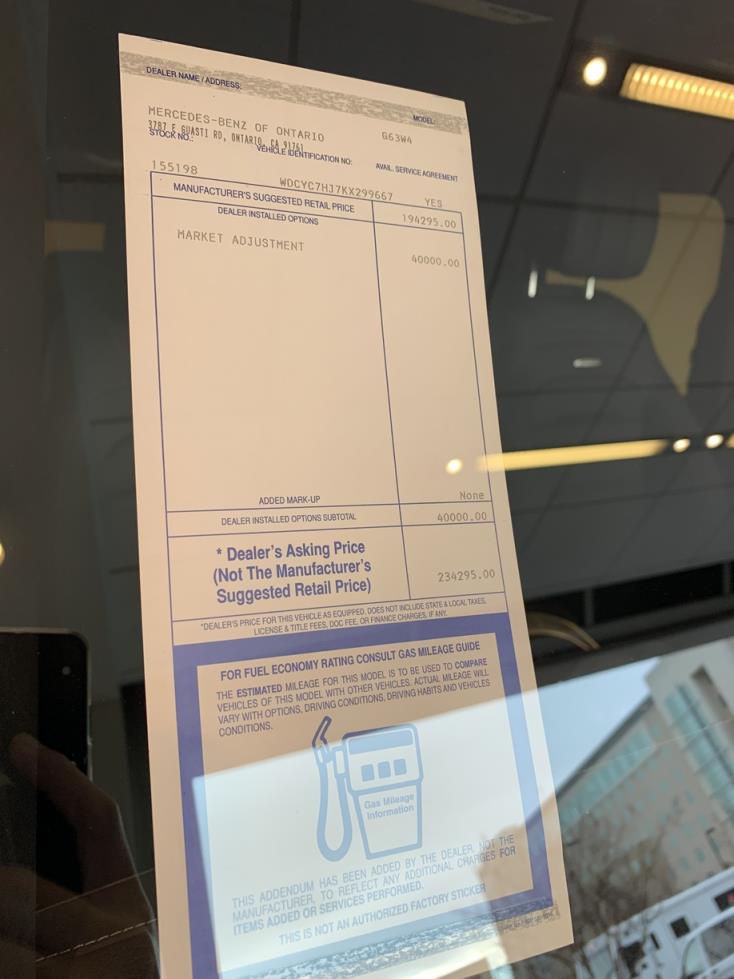 DEALER NAME / ADDRESS:
MODEL:
MERCEDES-BENZ OF ONTARIO
G63W4
3787 E GUASTI RD, ONTARIO, CA 91761
STOCK NO.:
VEHICLE IDENTIFICATION NO:
AVAIL. SERVICE AGREEMENT
155198
WDCYC7HJ7KX299667
YES
MANUFACTURER'S SUGGESTED RETAIL PRICE
194295.00
DEALER INSTALLED OPTIONS
MARKET ADJUSTMENT
40000.00
ADDED MARK-UP
None
DEALER INSTALLED OPTIONS SUBTOTAL
40000.00
* Dealer's Asking Price
(Not The Manufacturer's
Suggested Retail Price)
234295.00
*DEALER'S PRICE FOR THIS VEHICLE AS EQUIPPED. DOES NOT INCLUDE STATE & LOCAL TAXES,
LICENSE & TITLE FEES, DOC FEE, OR FINANCE CHARGES, IF ANY.
FOR FUEL ECONOMY RATING CONSULT GAS MILEAGE GUIDE
THE ESTIMATED MILEAGE FOR THIS MODEL IS TO BE USED TO COMPARE
VEHICLES OF THIS MODEL WITH OTHER VEHICLES. ACTUAL MILEAGE WILL
VARY WITH OPTIONS, DRIVING CONDITIONS, DRIVING HABITS AND VEHICLES
CONDITIONS.
Gas Mileage
Information
THIS ADDENDUM HAS BEEN ADDED BY THE DEALER, NOT THE
MANUFACTURER, TO REFLECT ANY ADDITIONAL CHARGES FOR
ITEMS ADDED OR SERVICES PERFORMED.
THIS IS NOT AN AUTHORIZED FACTORY STICKER